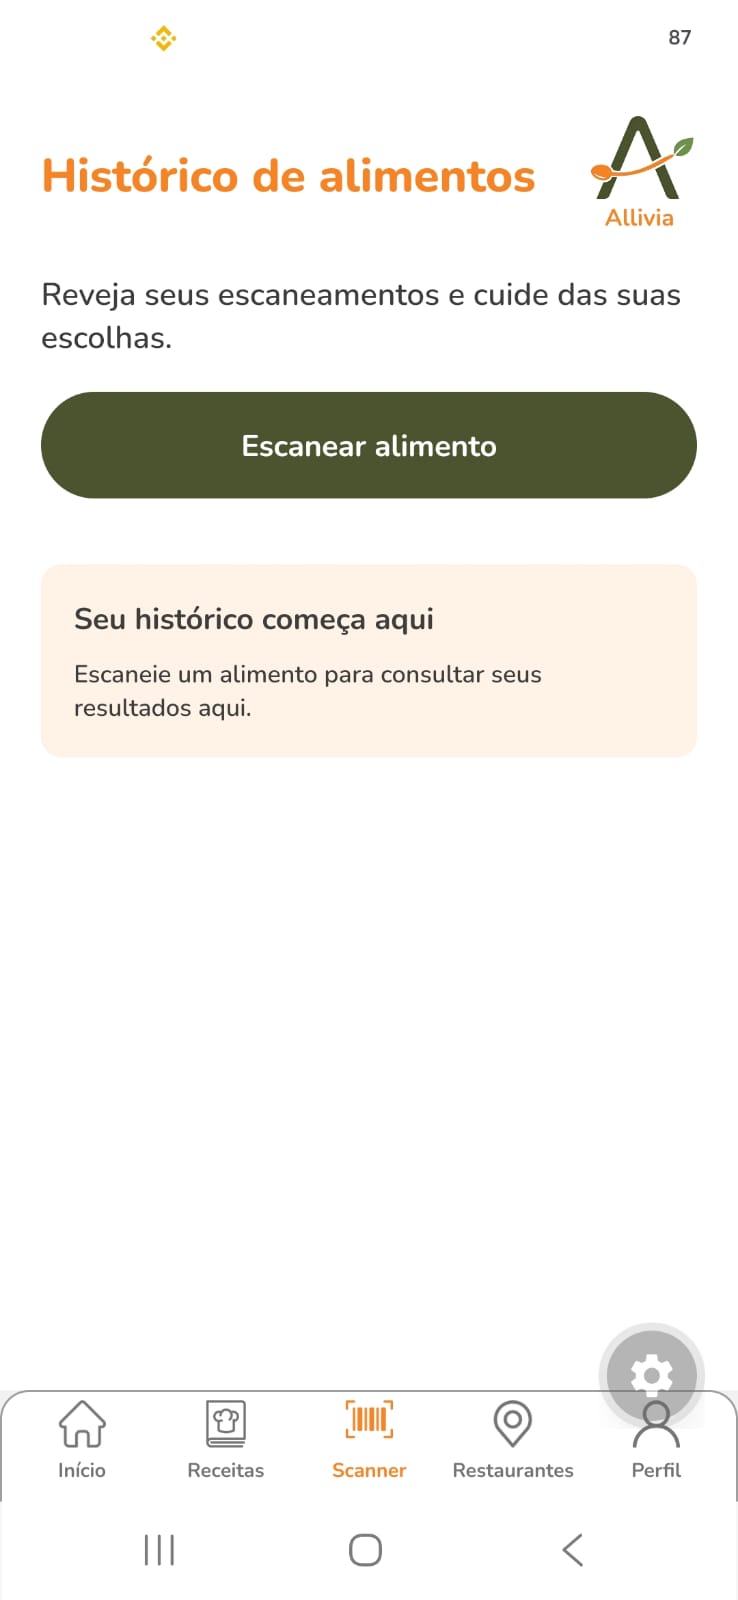 87
Histórico de alimentos
Allivia
Reveja seus escaneamentos e cuide das suas
escolhas.
Escanear alimento
Seu histórico começa aqui
Escaneie um alimento para consultar seus
resultados aqui.
Início
Receitas
Scanner
Restaurantes
Perfil